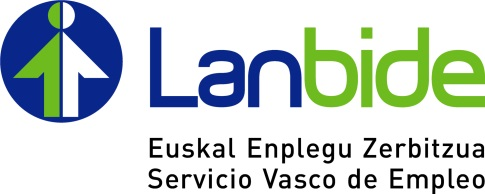 Lanbide
Euskal Enplegu Zerbitzua
Servicio Vasco de Empleo